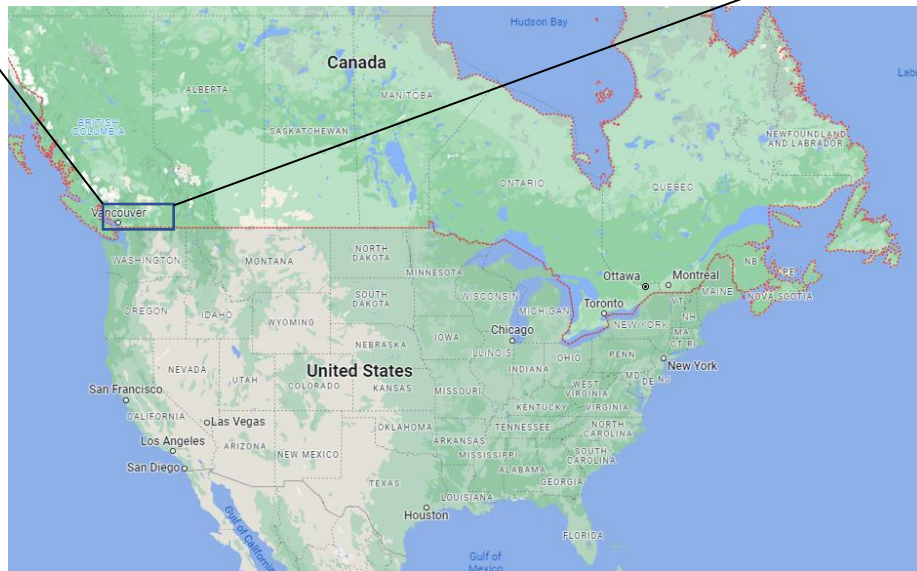 Hudson Bay
Canada
Lab
ALBERTA
MANITOBA
BRITISH
COLUMBIA
SASKATCHEWAN
NEWFOUNDLAND
AND LABRADOR
ONTARIO
QUEBEC
Vancouver
WASHINGTON
MONTANA
NORTH
DAKOTA
MINNESOTA
Ottawa
Montreal
NB
PE
MAINE
NOVA SCOTIA
OREGON
IDAHO
SOUTH
DAKOTA
WISCONSIN
MICHIGAN
Toronto
VT
NH
WYOMING
NEW YORK
MA
CT
RI
Chicago
IOWA
NEBRASKA
ILLINOIS
INDIANA
OHIO
PENN
New York
NEVADA
UTAH
COLORADO
United States
KANSAS
MISSOURI
WEST
VIRGINIA
MD
DE
NJ
San Francisco
KENTUCKY
VIRGINIA
CALIFORNIA
Las Vegas
OKLAHOMA
TENNESSEE
NORTH
CAROLINA
Los Angeles
ARIZONA
NEW MEXICO
ARKANSAS
MISSISSIPPI
SOUTH
CAROLINA
San Diego
ALABAMA
GEORGIA
TEXAS
LOUISIANA
Houston
Gulf of California
FLORIDA
Gulf of
Mexico